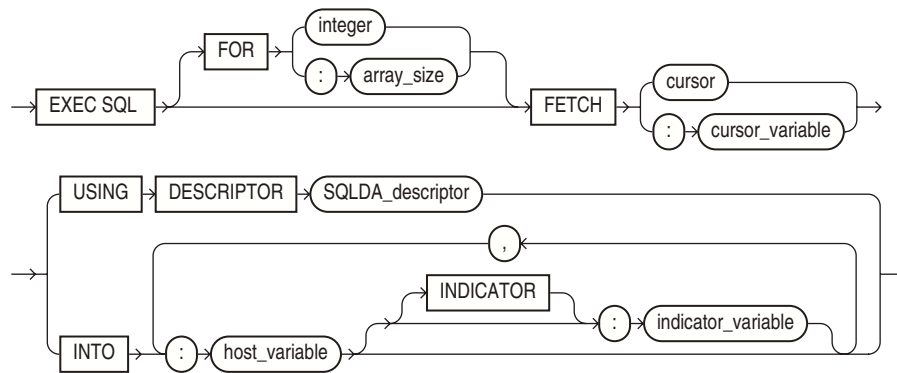 integer
FOR
: array_size
cursor
EXEC SQL
FETCH
: cursor_variable
USING DESCRIPTOR SQLDA_descriptor
,
INDICATOR
: indicator_variable
INTO : host_variable